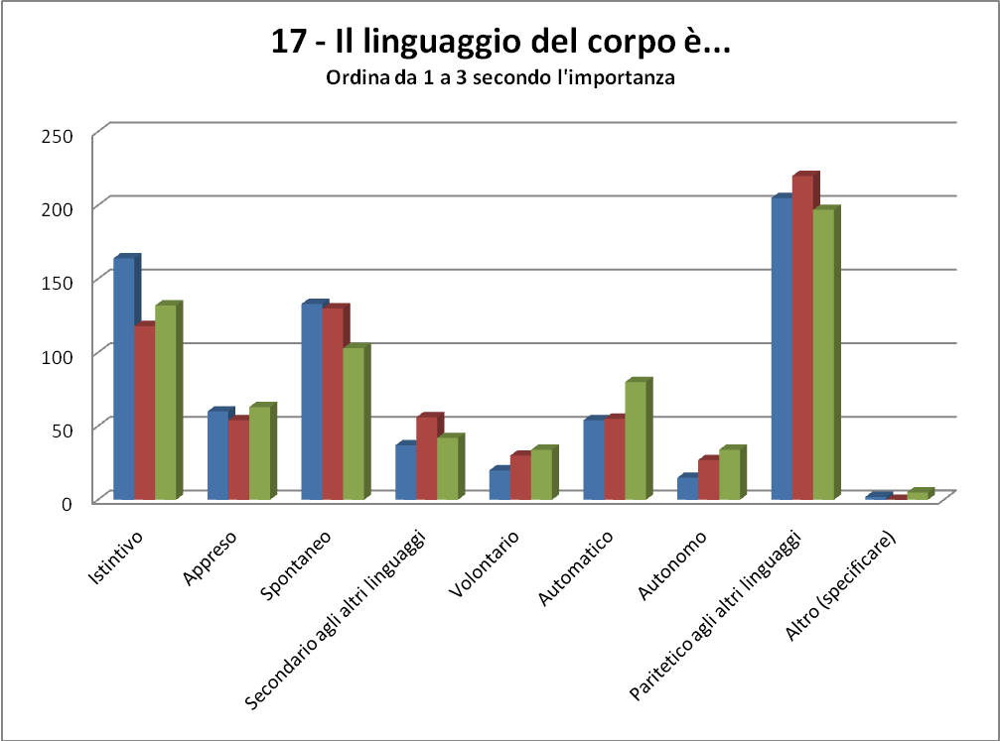 17 - Il linguaggio del corpo è...
Ordina da 1 a 3 secondo l'importanza
250
200
150
100
50
0
Istintivo
Appreso
Spontaneo
Secondario agli altri linguaggi
Volontario
Automatico
Autonomo
Paritetico agli altri linguaggi
Altro (specificare)